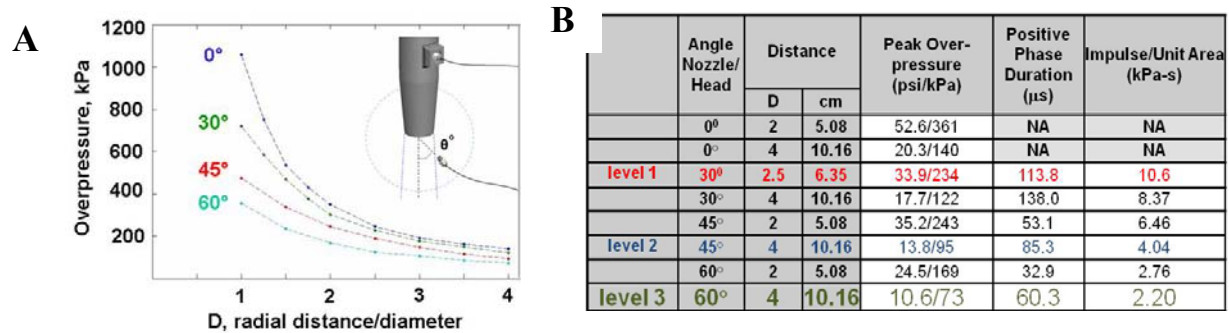 A
1200
1000
800
600
400
200
Overpressure, kPa
0°
30°
45°
60°
θ°
1 2 3 4
D, radial distance/diameter
B
Angle Nozzle/ Head Distance Peak Over- pressure (psi/kPa) Positive Phase Duration (μs) Impulse/Unit Area (kPa-s)
D cm
0⁰ 2 5.08 52.6/361 NA NA
0° 4 10.16 20.3/140 NA NA
level 1 30⁰ 2.5 6.35 33.9/234 113.8 10.6
30° 4 10.16 17.7/122 138.0 8.37
45° 2 5.08 35.2/243 53.1 6.46
level 2 45° 4 10.16 13.8/95 85.3 4.04
60° 2 5.08 24.5/169 32.9 2.76
level 3 60° 4 10.16 10.6/73 60.3 2.20